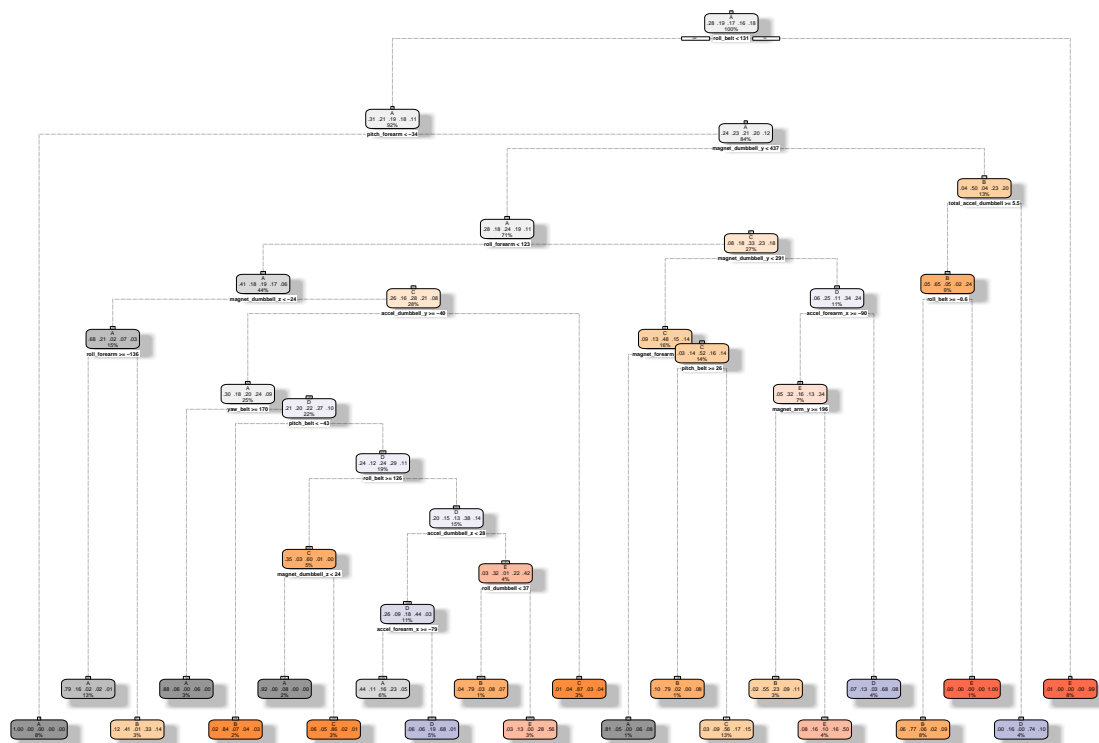 A
.28 .19 .17 .16 .18
100%
roll_belt < 131
A
.31 .21 .19 .18 .11
92%
pitch_forearm < −34
A
.24 .23 .21 .20 .12
84%
magnet_dumbbell_y < 437
B
.04 .50 .04 .23 .20
13%
total_accel_dumbbell >= 5.5
A
.28 .18 .24 .19 .11
71%
roll_forearm < 123
C
.08 .18 .33 .23 .18
27%
magnet_dumbbell_y < 291
A
.41 .18 .19 .17 .06
44%
magnet_dumbbell_z < −24
C
.26 .16 .28 .21 .08
28%
accel_dumbbell_y >= −40
D
.06 .25 .11 .34 .24
11%
accel_forearm_x >= −90
B
.05 .65 .05 .02 .24
9%
roll_belt >= −0.6
A
.68 .21 .02 .07 .03
15%
roll_forearm >= −136
C
.09 .13 .48 .15 .14
16%
magnet_forearm
C
.03 .14 .52 .16 .14
14%
pitch_belt >= 26
A
.30 .18 .20 .24 .09
25%
yaw_belt >= 170
D
.21 .20 .22 .27 .10
22%
pitch_belt < −43
E
.05 .32 .16 .13 .34
7%
magnet_arm_y >= 196
D
.24 .12 .24 .29 .11
19%
roll_belt >= 126
D
.20 .15 .13 .38 .14
15%
accel_dumbbell_z < 28
C
.35 .03 .60 .01 .00
5%
magnet_dumbbell_z < 24
E
.03 .32 .01 .22 .42
4%
roll_dumbbell < 37
D
.26 .09 .18 .44 .03
11%
accel_forearm_x >= −79
A
.79 .16 .02 .02 .01
13%
A
.88 .06 .00 .06 .00
3%
A
.00 .08 .00 .00
2%
A
.44 .11 .16 .23 .05
6%
B
.04 .79 .03 .08 .07
1%
C
.01 .04 .87 .03 .04
3%
B
.10 .79 .02 .00 .08
1%
B
.02 .55 .23 .09 .11
3%
D
.07 .13 .03 .68 .08
4%
E
.00 .00 .00 .00 1.00
1%
E
.01 .00 .00 .00
8%
A
1.00 .00 .00 .00 .00
8%
B
.12 .41 .01 .33 .14
3%
B
.02 .84 .07 .04 .03
2%
C
.06 .05 .86 .02 .01
3%
D
.06 .06 .19 .68 .01
5%
E
.03 .13 .00 .28 .56
3%
A
.81 .05 .00 .06 .08
1%
C
.03 .09 .56 .17 .15
13%
E
.08 .16 .10 .16 .50
4%
B
.06 .77 .06 .02 .09
8%
D
.00 .16 .00 .74 .10
4%